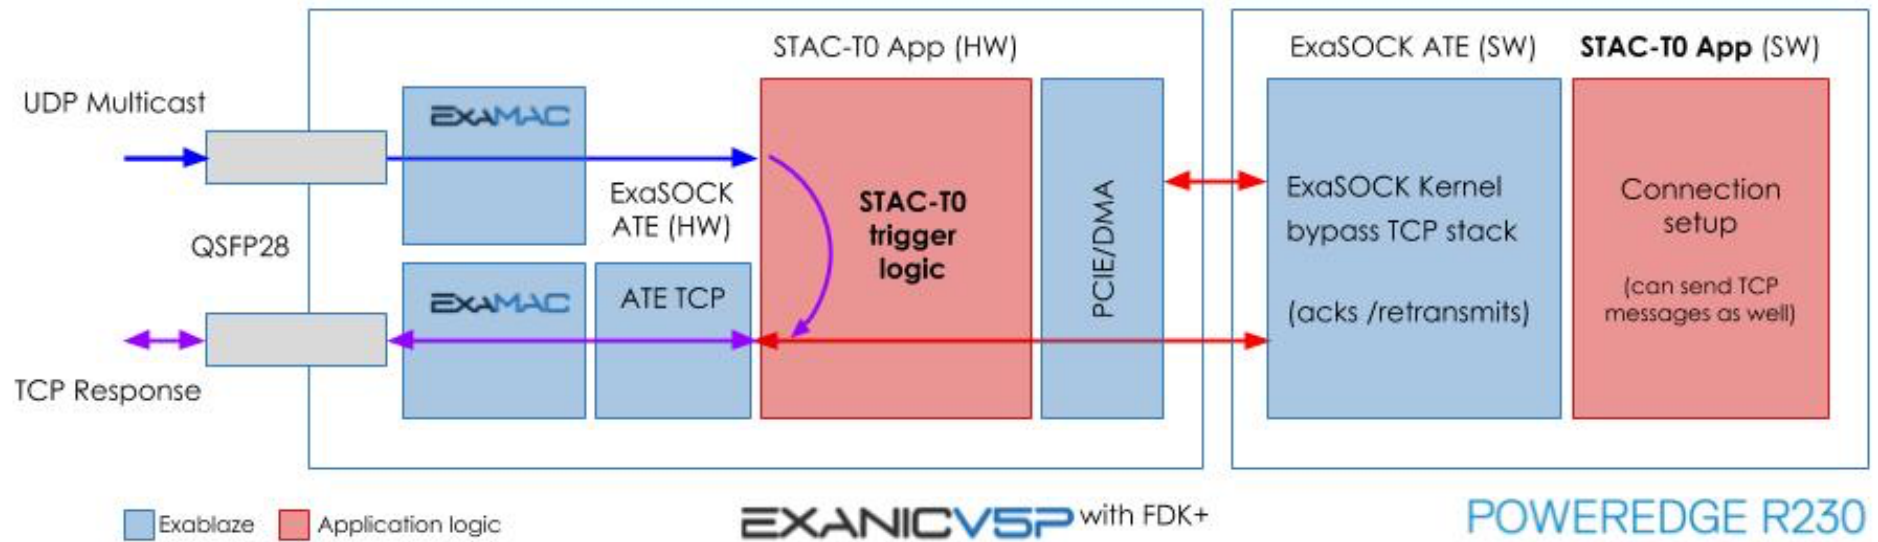 STAC-T0 App (HW)
ExaSOCK ATE (SW)
STAC-T0 App (SW)
UDP Multicast
EXAMAC
ExaSOCK
ATE (HW)
STAC-T0
trigger
logic
PCIE/DMA
ExaSOCK Kernel
bypass TCP stack
(acks /retransmits)
Connection
setup
(can send TCP
messages as well)
QSFP28
EXAMAC
ATE TCP
TCP Response
Exablaze
Application logic
EXANICV5P with FDK+
POWEREDGE R230